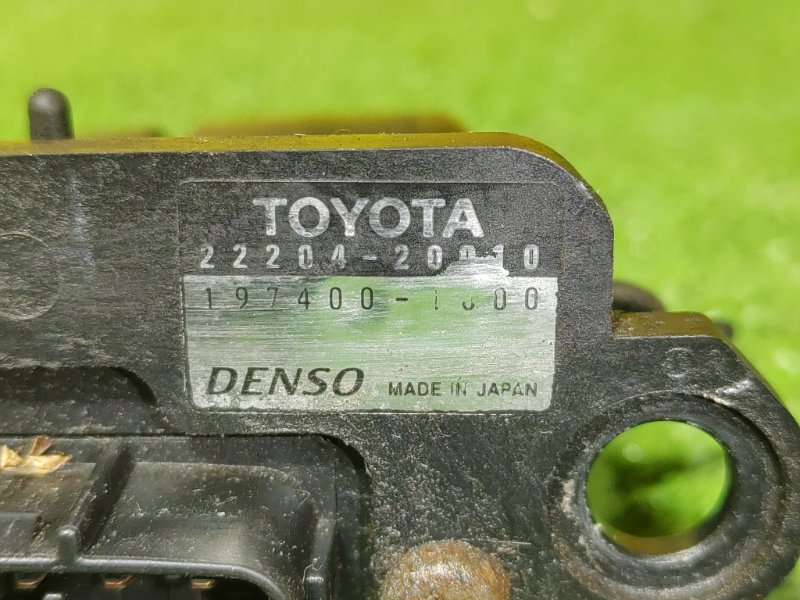 TOYOTA
22204-20010
DENSO MADE IN JAPAN